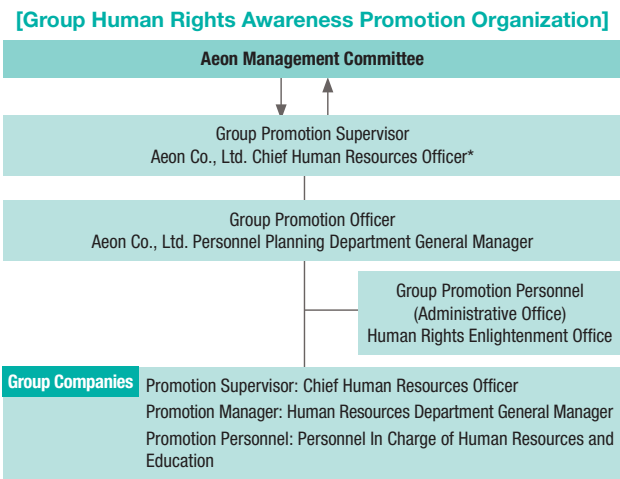 [Group Human Rights Awareness Promotion Organization]
Aeon Management Committee
Group Promotion Supervisor
Aeon Co., Ltd. Chief Human Resources Officer*
Group Promotion Officer
Aeon Co., Ltd. Personnel Planning Department General Manager
Group Promotion Personnel
(Administrative Office)
Human Rights Enlightenment Office
Group Companies
Promotion Supervisor: Chief Human Resources Officer
Promotion Manager: Human Resources Department General Manager
Promotion Personnel: Personnel In Charge of Human Resources and
Education